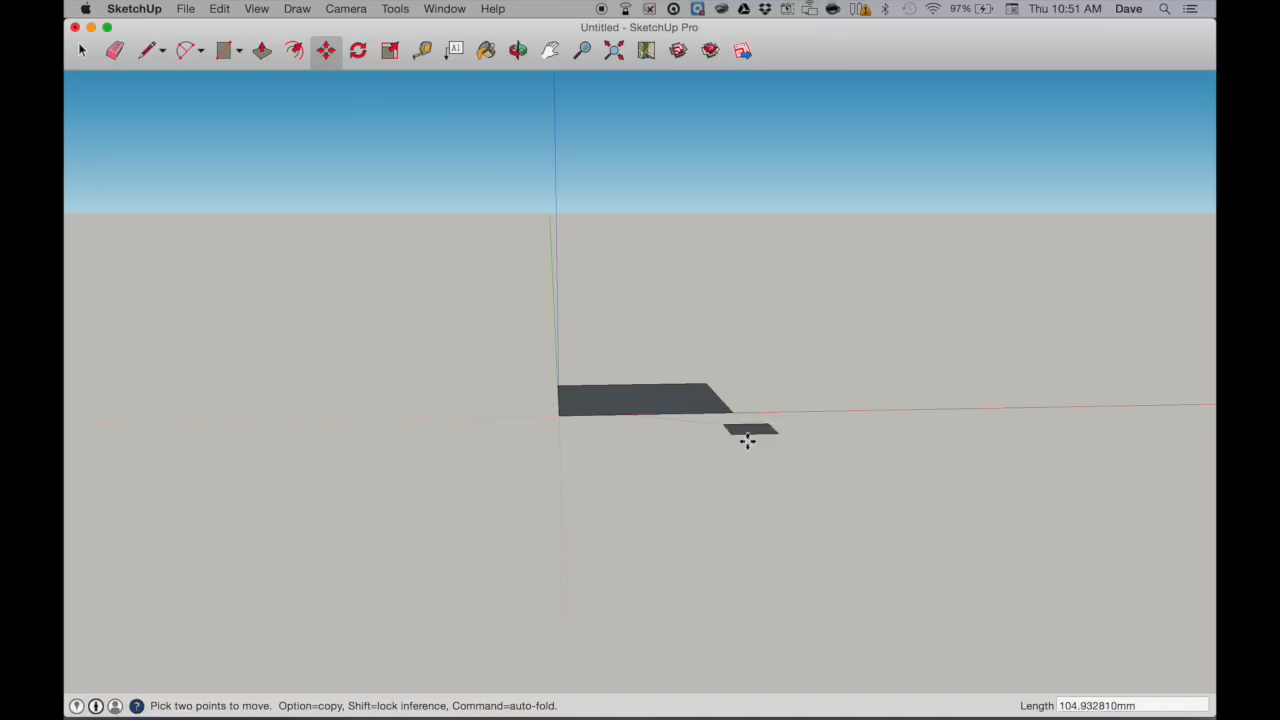 SketchUp File Edit View Draw Camera Tools Window Help 97% Thu 10:51 AM Dave
Untitled - SketchUp Pro
A1
Pick two points to move. Option=copy, Shift=lock inference, Command=auto-fold. Length 104.932810mm